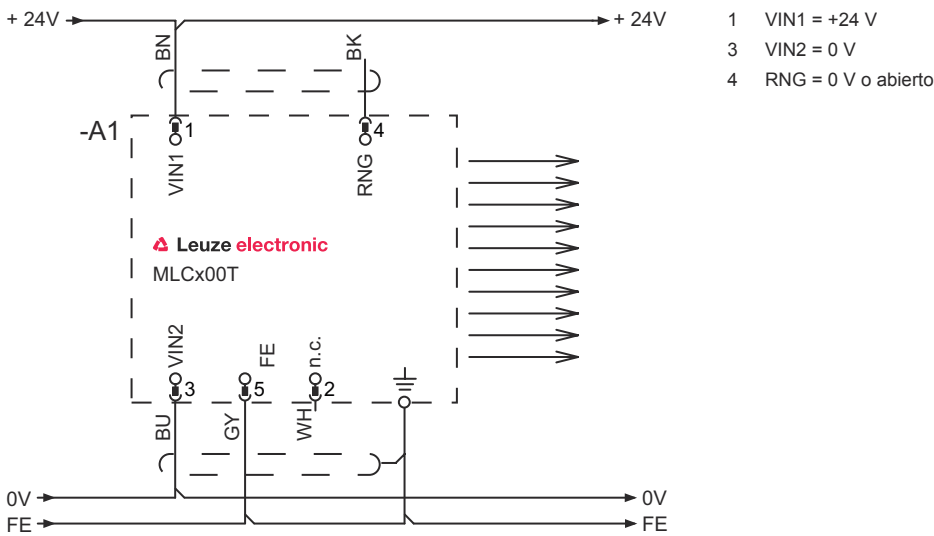 + 24V
+ 24V
1 VIN1 = +24 V
3 VIN2 = 0 V
4 RNG = 0 V o abierto
BN
BK
-A1
1
4
VIN1
RNG
Leuze electronic
MLCx00T
VIN2
FE
n.c.
3
5
2
BU
GY
WH
0V
0V
FE
FE